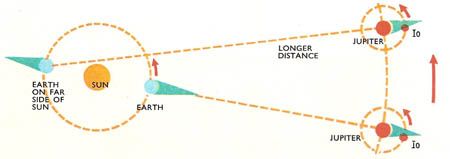 JUPITER
Io
LONGER
DISTANCE
EARTH
ON FAR
SIDE OF
SUN
SUN
EARTH
JUPITER
Io